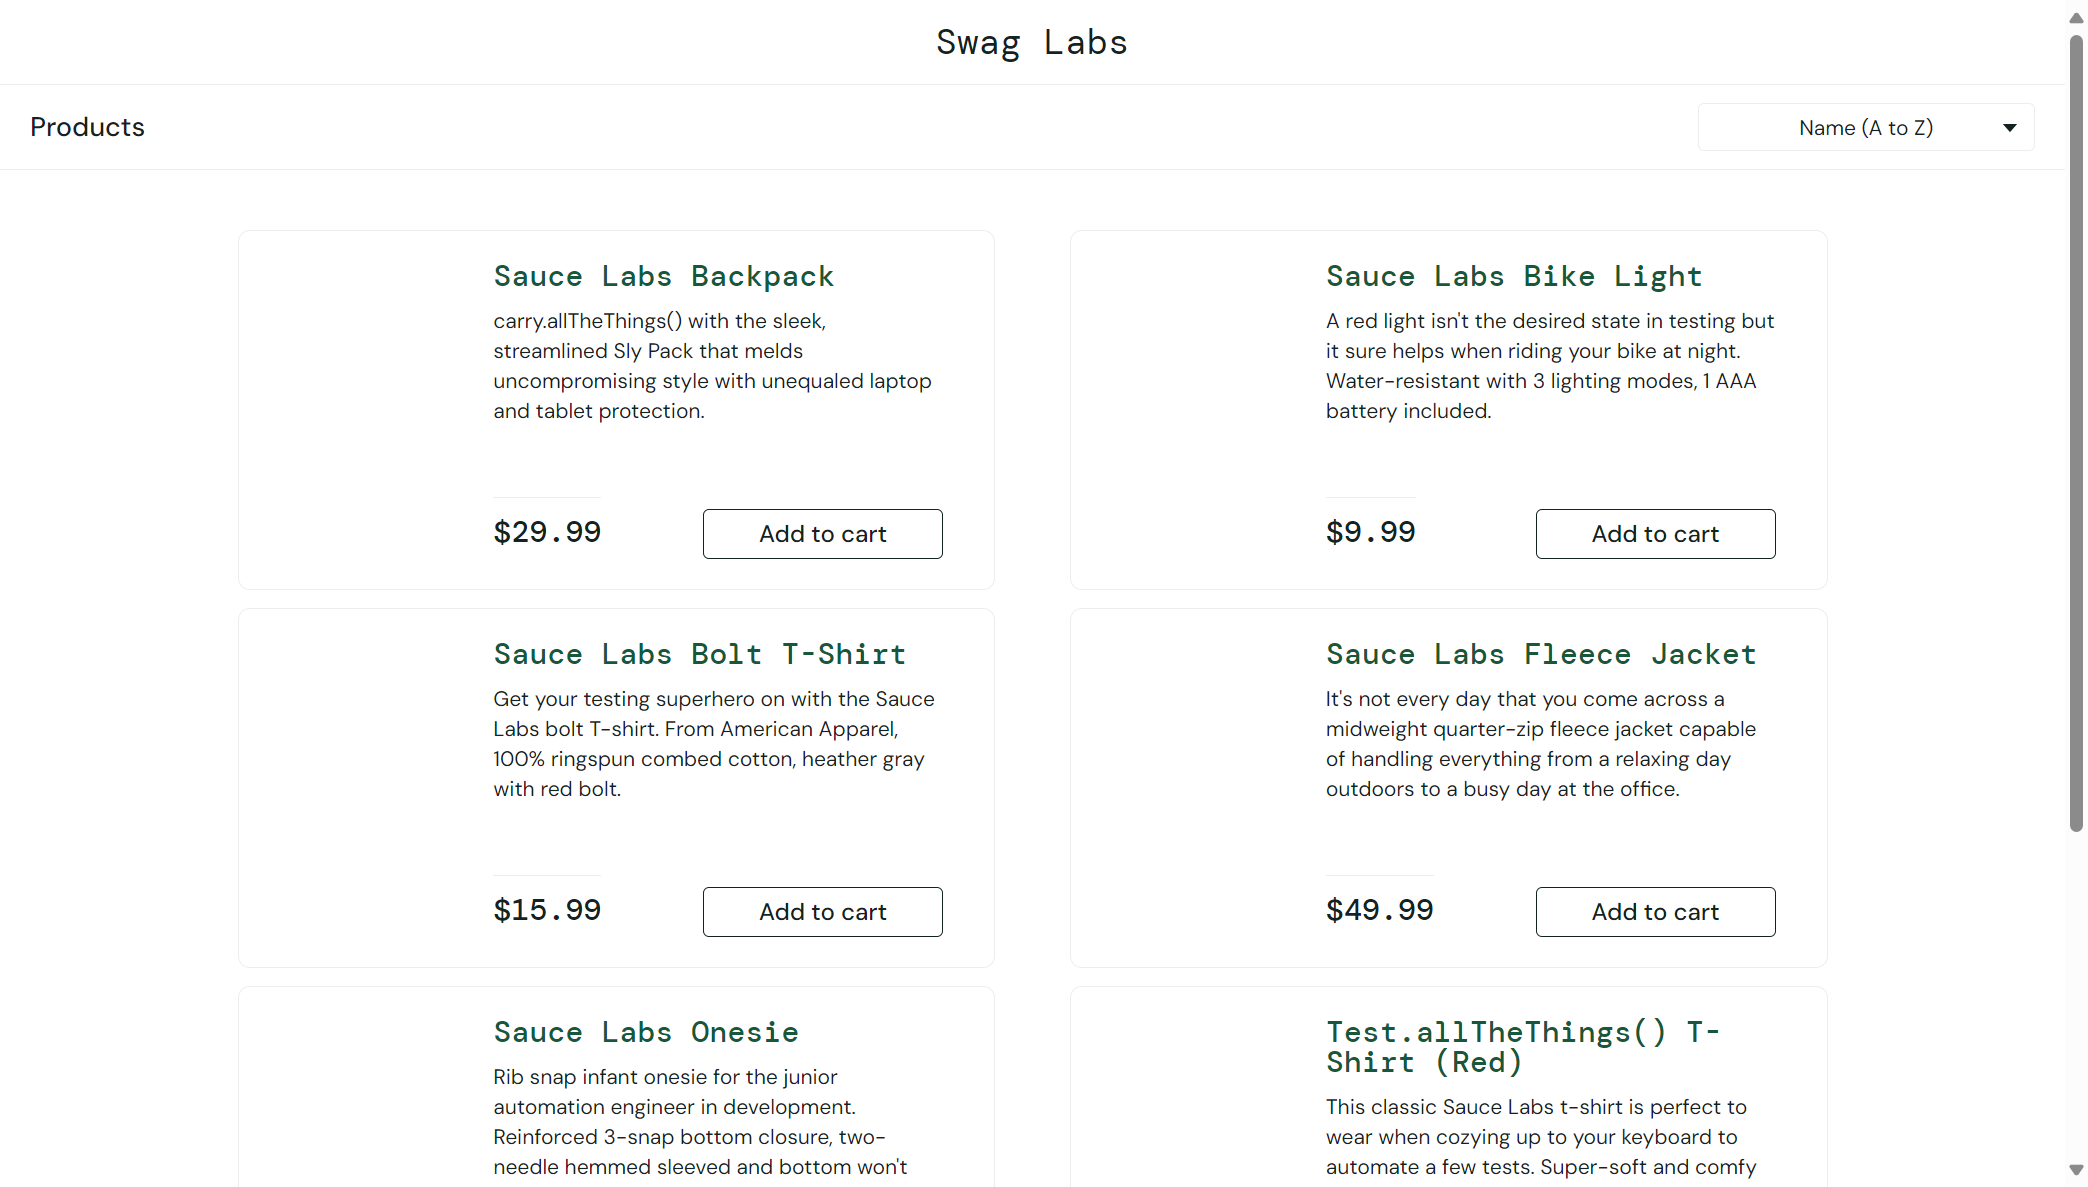 Swag Labs
Products
Name (A to Z)
Sauce Labs Backpack
carry.allTheThings() with the sleek,
streamlined Sly Pack that melds
uncompromising style with unequaled laptop
and tablet protection.
$29.99
Add to cart
Sauce Labs Bike Light
A red light isn't the desired state in testing but
it sure helps when riding your bike at night.
Water-resistant with 3 lighting modes, 1 AAA
battery included.
$9.99
Add to cart
Sauce Labs Bolt T-Shirt
Get your testing superhero on with the Sauce
Labs bolt T-shirt. From American Apparel,
100% ringspun combed cotton, heather gray
with red bolt.
$15.99
Add to cart
Sauce Labs Fleece Jacket
It's not every day that you come across a
midweight quarter-zip fleece jacket capable
of handling everything from a relaxing day
outdoors to a busy day at the office.
$49.99
Add to cart
Sauce Labs Onesie
Rib snap infant onesie for the junior
automation engineer in development.
Reinforced 3-snap bottom closure, two-
needle hemmed sleeved and bottom won't
Test.allTheThings() T-
Shirt (Red)
This classic Sauce Labs t-shirt is perfect to
wear when cozying up to your keyboard to
automate a few tests. Super-soft and comfy